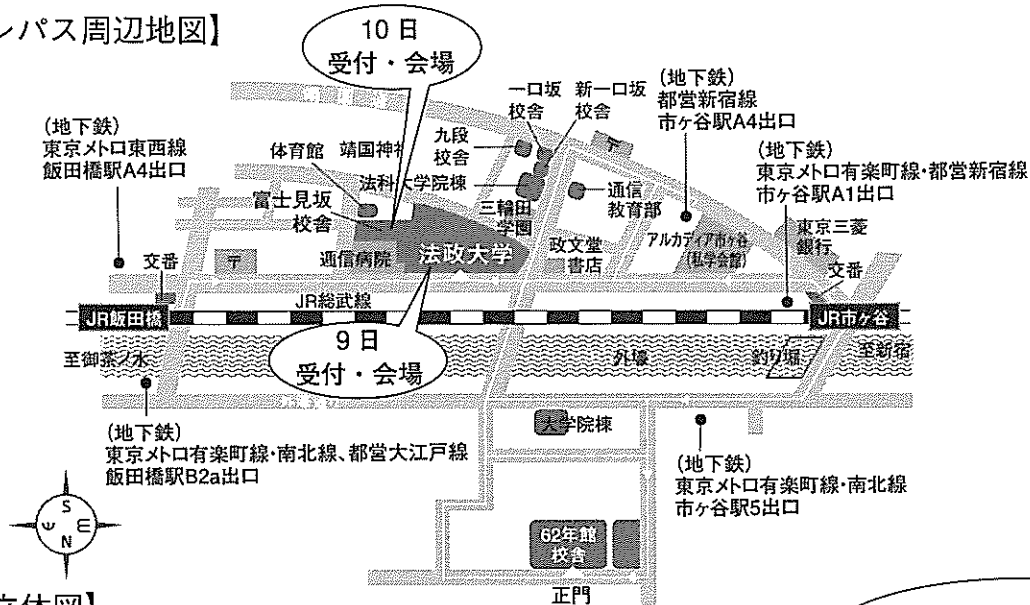 ンパス周辺地図】
10日
受付・会場
(地下鉄)
東京メトロ東西線
飯田橋駅A4出口
体育館
靖国神社
九段
校舎
一口坂
校舎
新一口坂
校舎
(地下鉄)
都営新宿線
市ヶ谷駅A4出口
(地下鉄)
東京メトロ有楽町線・都営新宿線
市ヶ谷駅A1出口
法科大学院棟
富士見坂
校舎
三輪田
学園
通信
教育部
アルカディア市ヶ谷
(私学会館)
東京三菱
銀行
交番
〒
〒
逓信病院
法政大学
政文堂
書店
交番
JR総武線
JR飯田橋
JR市ヶ谷
9日
受付・会場
至御茶ノ水
外壕
釣り堀
至新宿
(地下鉄)
東京メトロ有楽町線・南北線、都営大江戸線
飯田橋駅B2a出口
大学院棟
(地下鉄)
東京メトロ有楽町線・南北線
市ヶ谷駅5出口
S
E
W
N
62年館
校舎
正門
立体図】